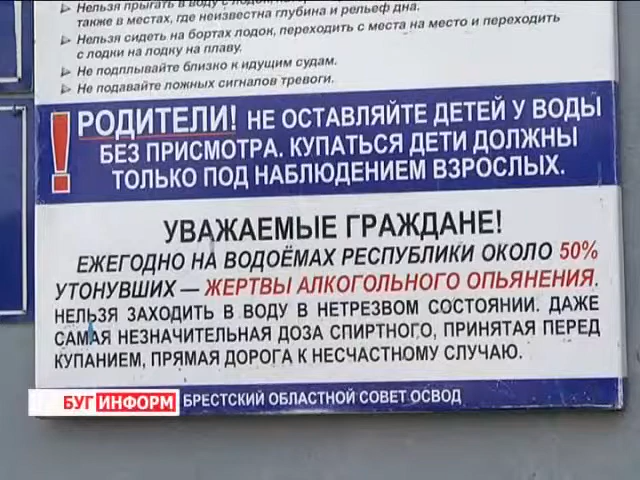 Нельзя прыгать в воду с лодок,
также в местах, где неизвестна глубина и рельеф дна.
Нельзя сидеть на бортах лодок, переходить с места на место и переходить
с лодки на лодку на плаву.
Не подплывайте близко к идущим судам.
Не подавайте ложных сигналов тревоги.
! РОДИТЕЛИ! НЕ ОСТАВЛЯЙТЕ ДЕТЕЙ У ВОДЫ
БЕЗ ПРИСМОТРА. КУПАТЬСЯ ДЕТИ ДОЛЖНЫ
ТОЛЬКО ПОД НАБЛЮДЕНИЕМ ВЗРОСЛЫХ.
УВАЖАЕМЫЕ ГРАЖДАНЕ!
ЕЖЕГОДНО НА ВОДОЁМАХ РЕСПУБЛИКИ ОКОЛО 50%
УТОНУВШИХ — ЖЕРТВЫ АЛКОГОЛЬНОГО ОПЬЯНЕНИЯ.
НЕЛЬЗЯ ЗАХОДИТЬ В ВОДУ В НЕТРЕЗВОМ СОСТОЯНИИ. ДАЖЕ
САМАЯ НЕЗНАЧИТЕЛЬНАЯ ДОЗА СПИРТНОГО, ПРИНЯТАЯ ПЕРЕД
КУПАНИЕМ, ПРЯМАЯ ДОРОГА К НЕСЧАСТНОМУ СЛУЧАЮ.
БУГ ИНФОРМ БРЕСТСКИЙ ОБЛАСТНОЙ СОВЕТ ОСВОД